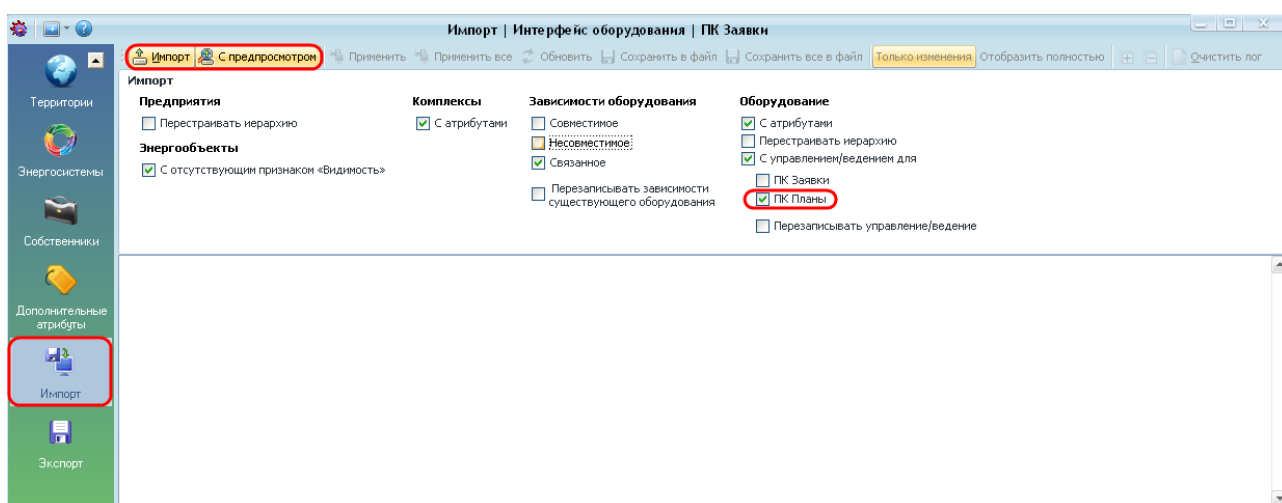 Импорт | Интерфейс оборудования | ПК Заявки
Импорт С предпросмотром Применить Применить все Обновить Сохранить в файл Сохранить все в файл Только изменения Отобразить полностью Очистить лог
Импорт
Предприятия
Перестраивать иерархию
Энергообъекты
С отсутствующим признаком «Видимость»
Комплексы
С атрибутами
Зависимости оборудования
Совместимое
Несовместимое
Связанное
Перезаписывать зависимости
существующего оборудования
Оборудование
С атрибутами
Перестраивать иерархию
С управлением/ведением для
ПК Заявки
ПК Планы
Перезаписывать управление/ведение
Территории
Энергосистемы
Собственники
Дополнительные
атрибуты
Импорт
Экспорт